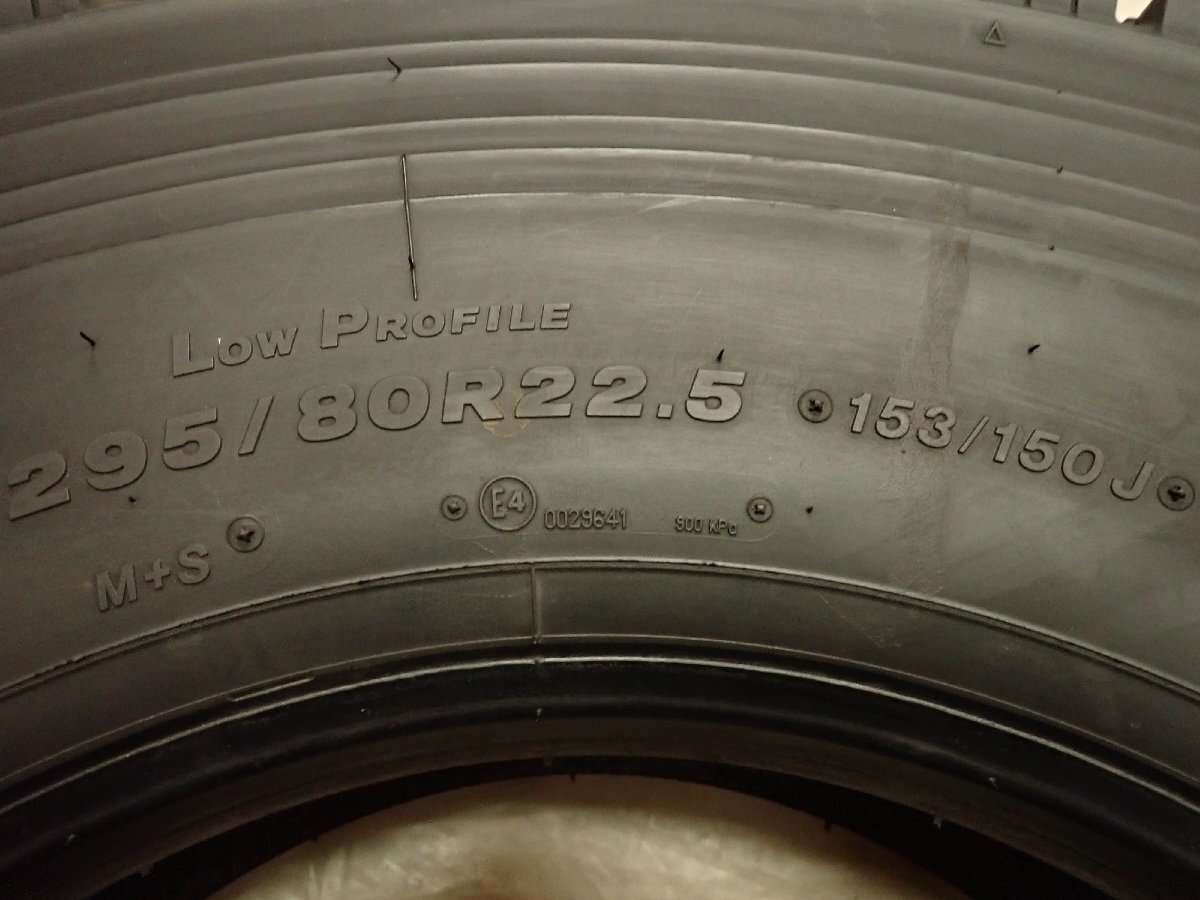 LOW PROFILE
295/80R22.5 153/150J
E4 0029641 900 kPa
M+S